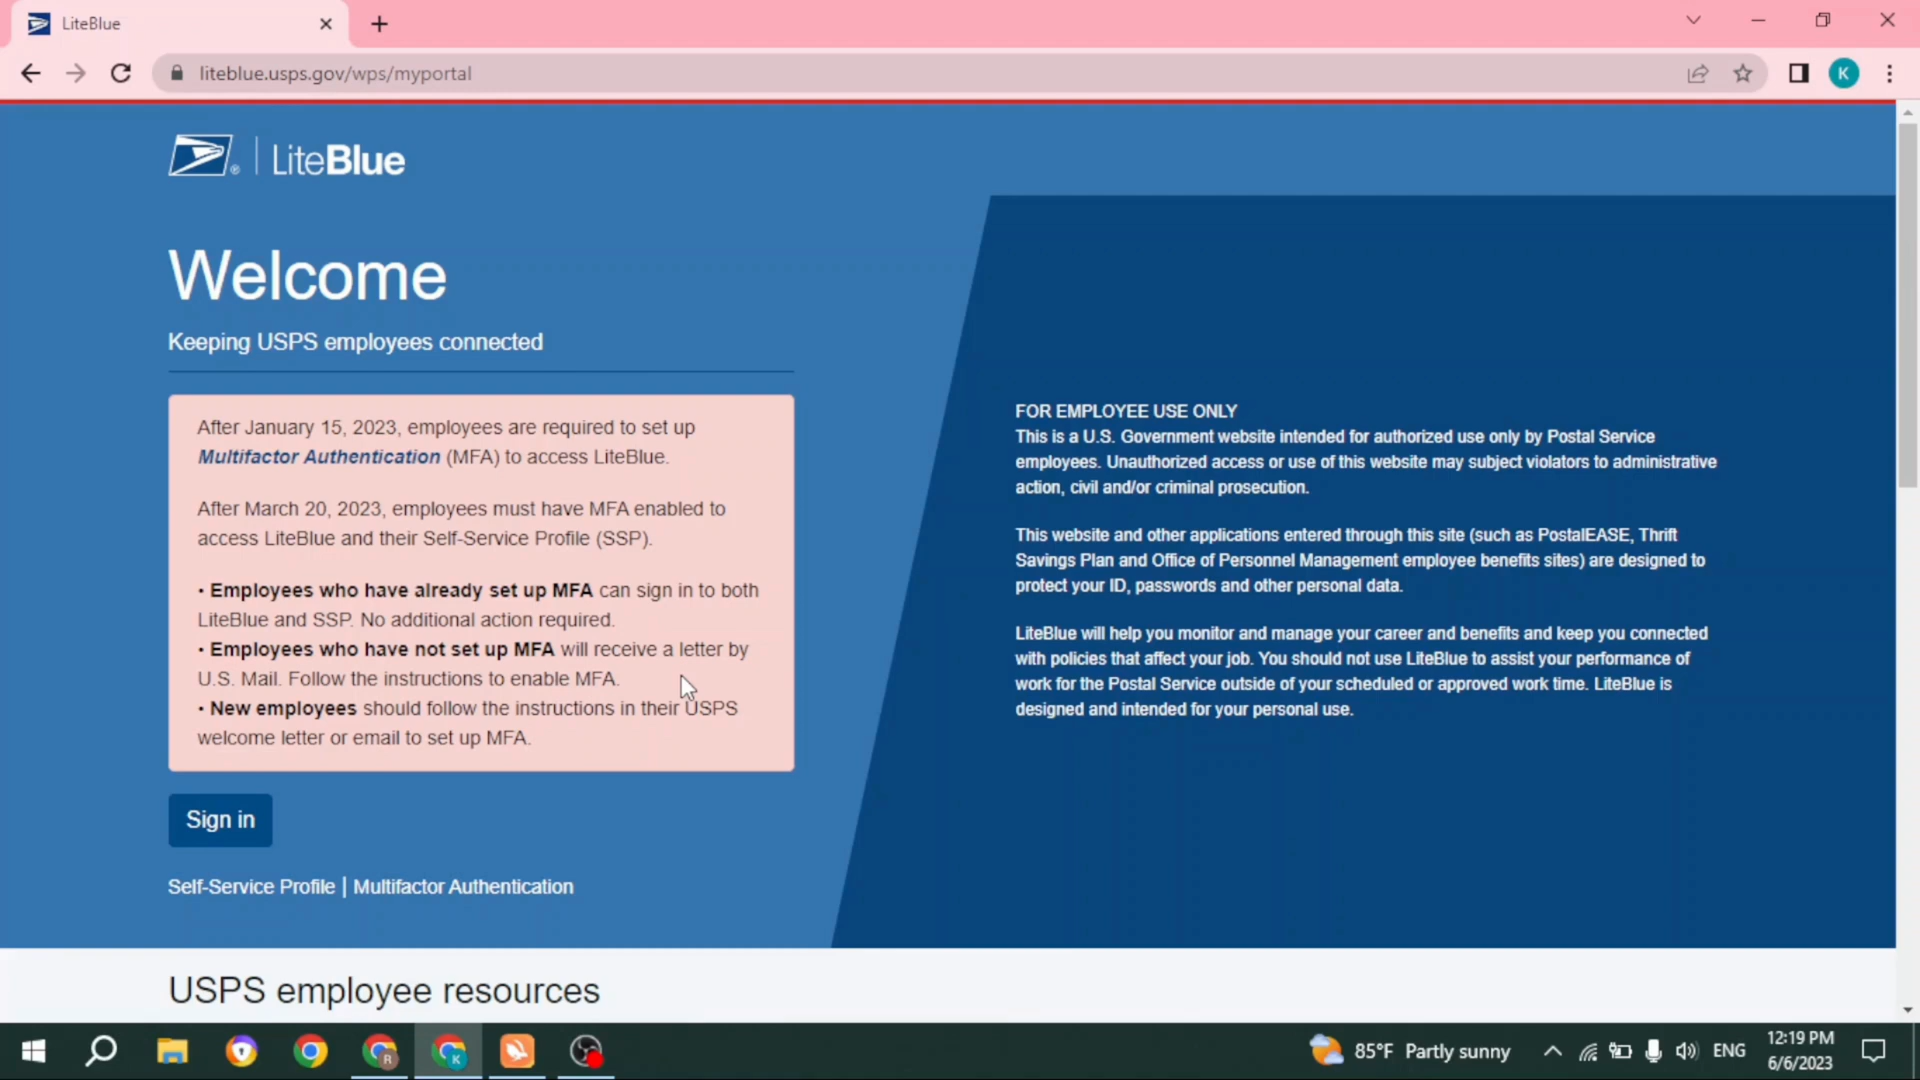 LiteBlue
liteblue.usps.gov/wps/myportal
K
LiteBlue
Welcome
Keeping USPS employees connected
After January 15, 2023, employees are required to set up
Multifactor Authentication (MFA) to access LiteBlue.
After March 20, 2023, employees must have MFA enabled to
access LiteBlue and their Self-Service Profile (SSP).
• Employees who have already set up MFA can sign in to both
LiteBlue and SSP. No additional action required.
• Employees who have not set up MFA will receive a letter by
U.S. Mail. Follow the instructions to enable MFA.
• New employees should follow the instructions in their USPS
welcome letter or email to set up MFA.
Sign in
Self-Service Profile | Multifactor Authentication
FOR EMPLOYEE USE ONLY
This is a U.S. Government website intended for authorized use only by Postal Service
employees. Unauthorized access or use of this website may subject violators to administrative
action, civil and/or criminal prosecution.
This website and other applications entered through this site (such as PostalEASE, Thrift
Savings Plan and Office of Personnel Management employee benefits sites) are designed to
protect your ID, passwords and other personal data.
LiteBlue will help you monitor and manage your career and benefits and keep you connected
with policies that affect your job. You should not use LiteBlue to assist your performance of
work for the Postal Service outside of your scheduled or approved work time. LiteBlue is
designed and intended for your personal use.
USPS employee resources
R
K
85°F Partly sunny
ENG
12:19 PM
6/6/2023